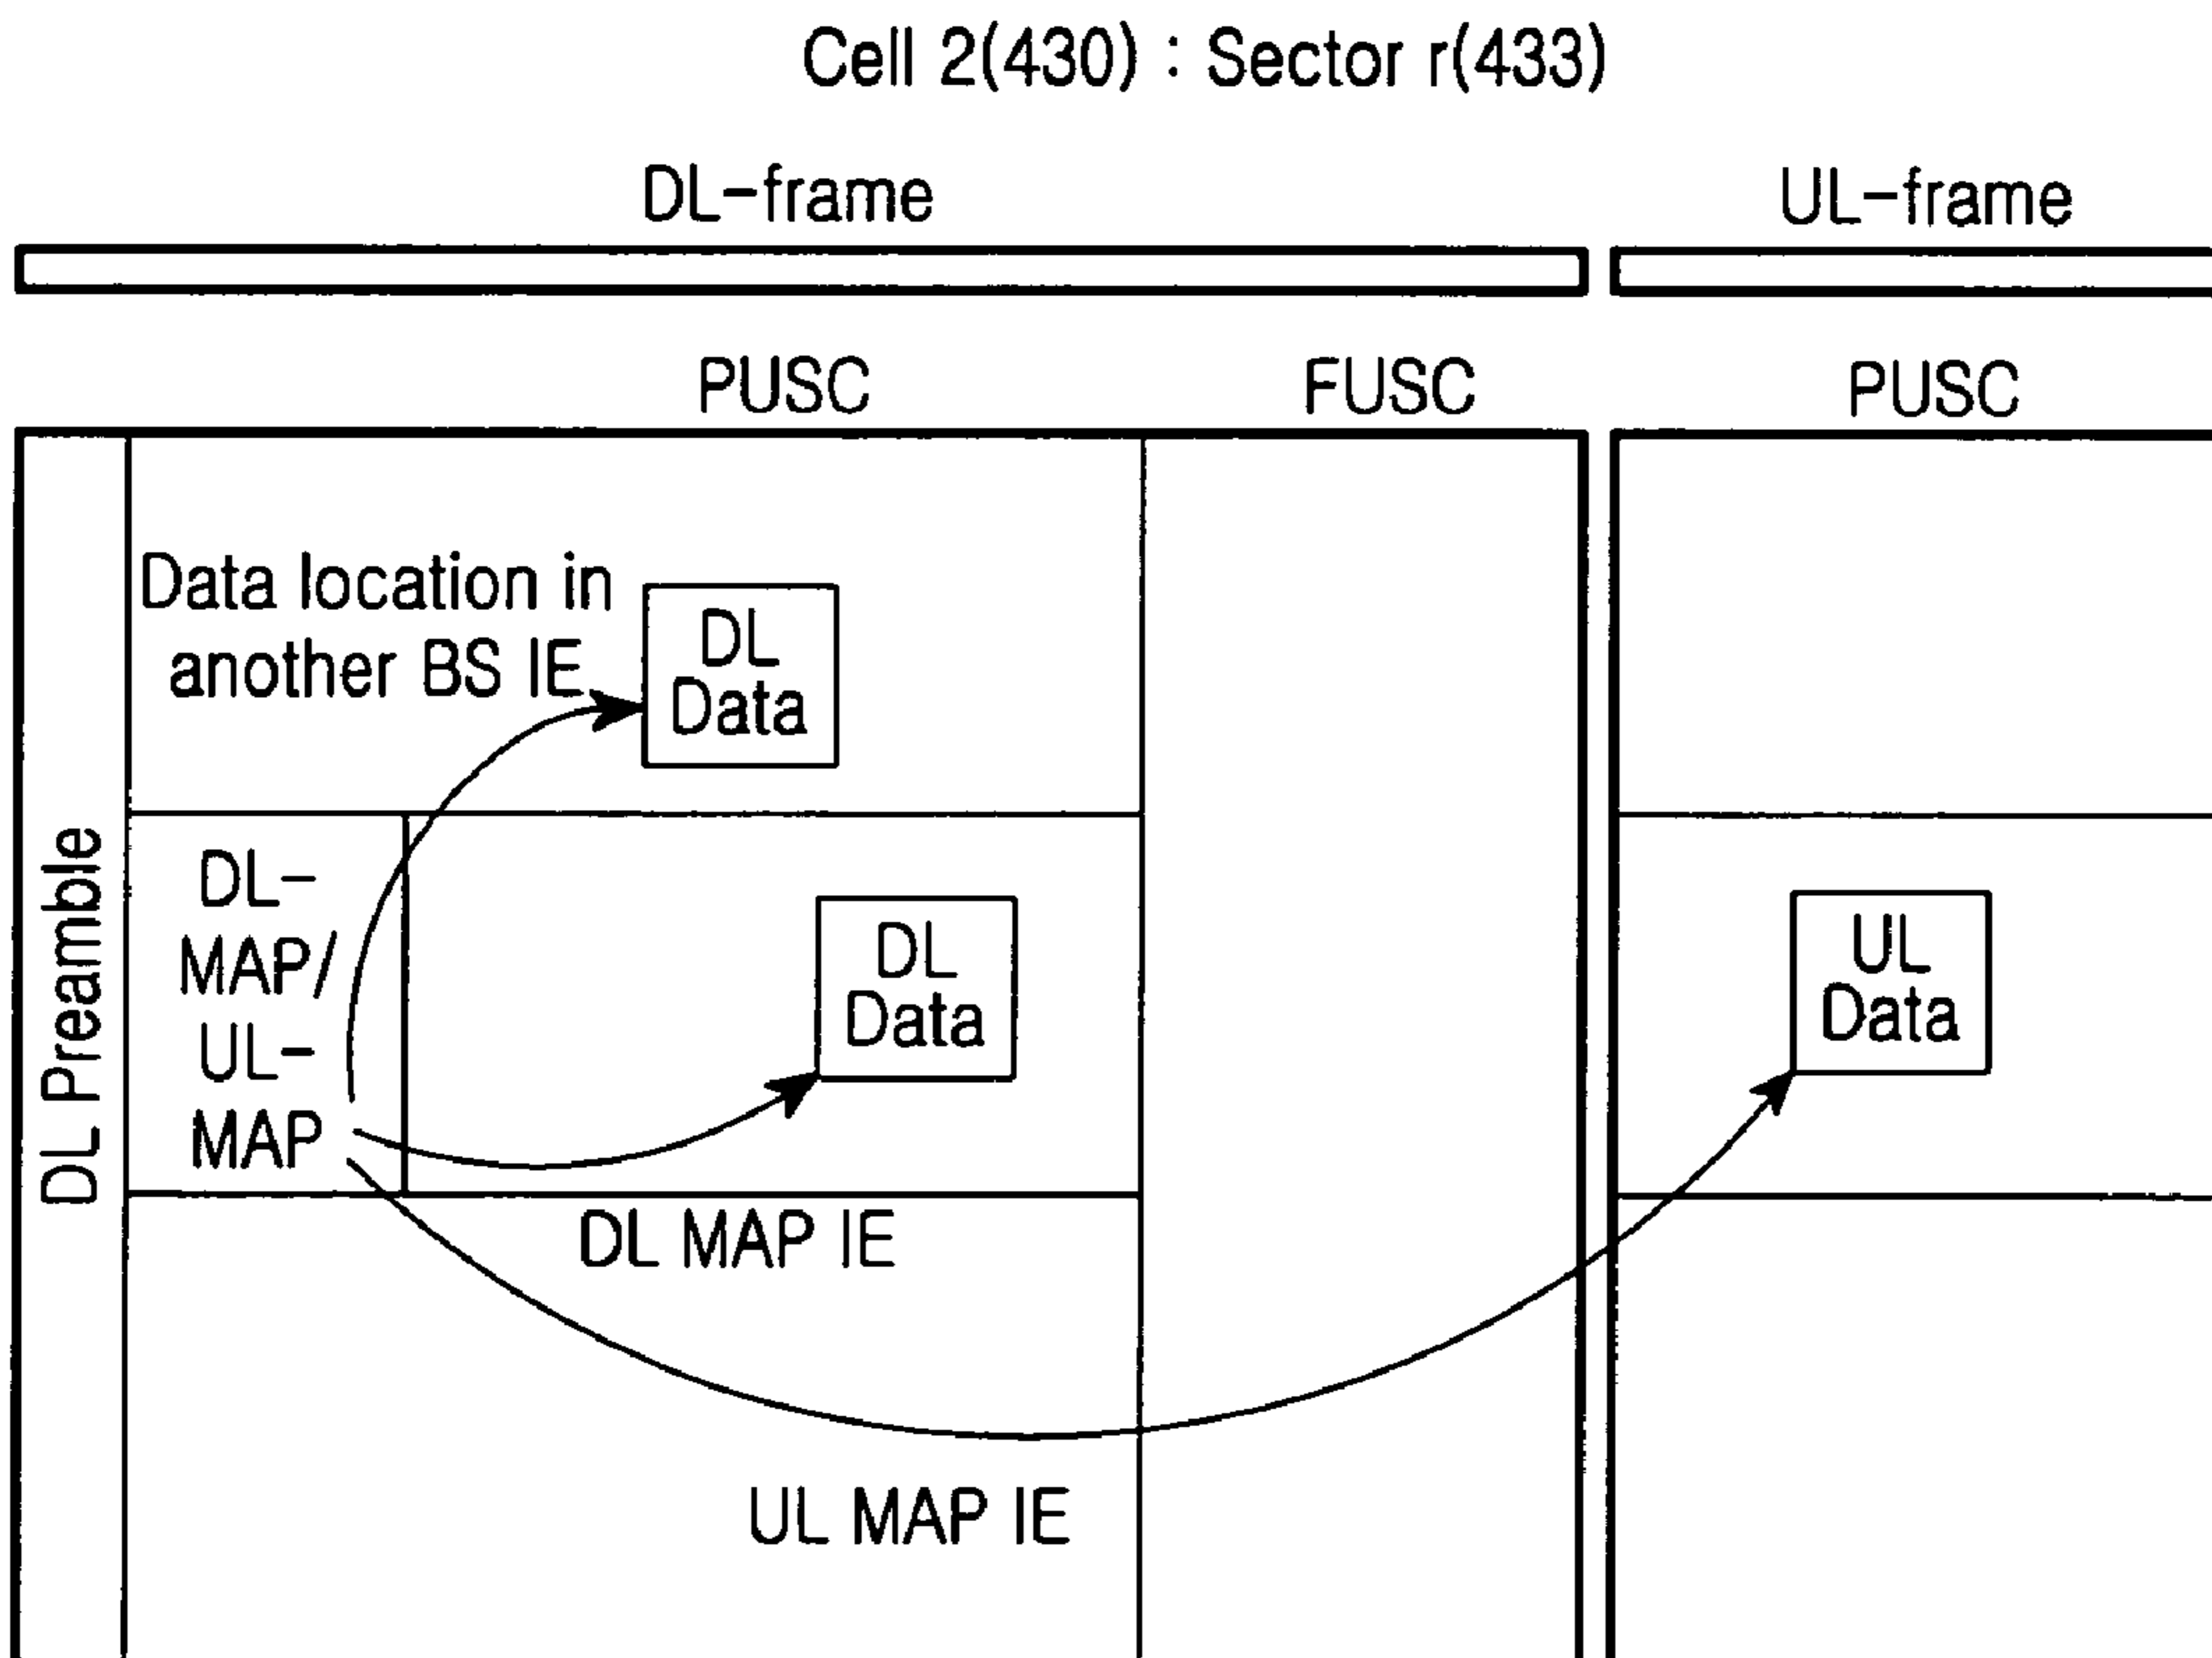 Cell 2(430) : Sector r(433)
DL-frame
UL-frame
PUSC
FUSC
PUSC
Data location in
another BS IE
DL
Data
DL Preamble
DL-
MAP/
UL-
MAP
DL
Data
UL
Data
DL MAP IE
UL MAP IE